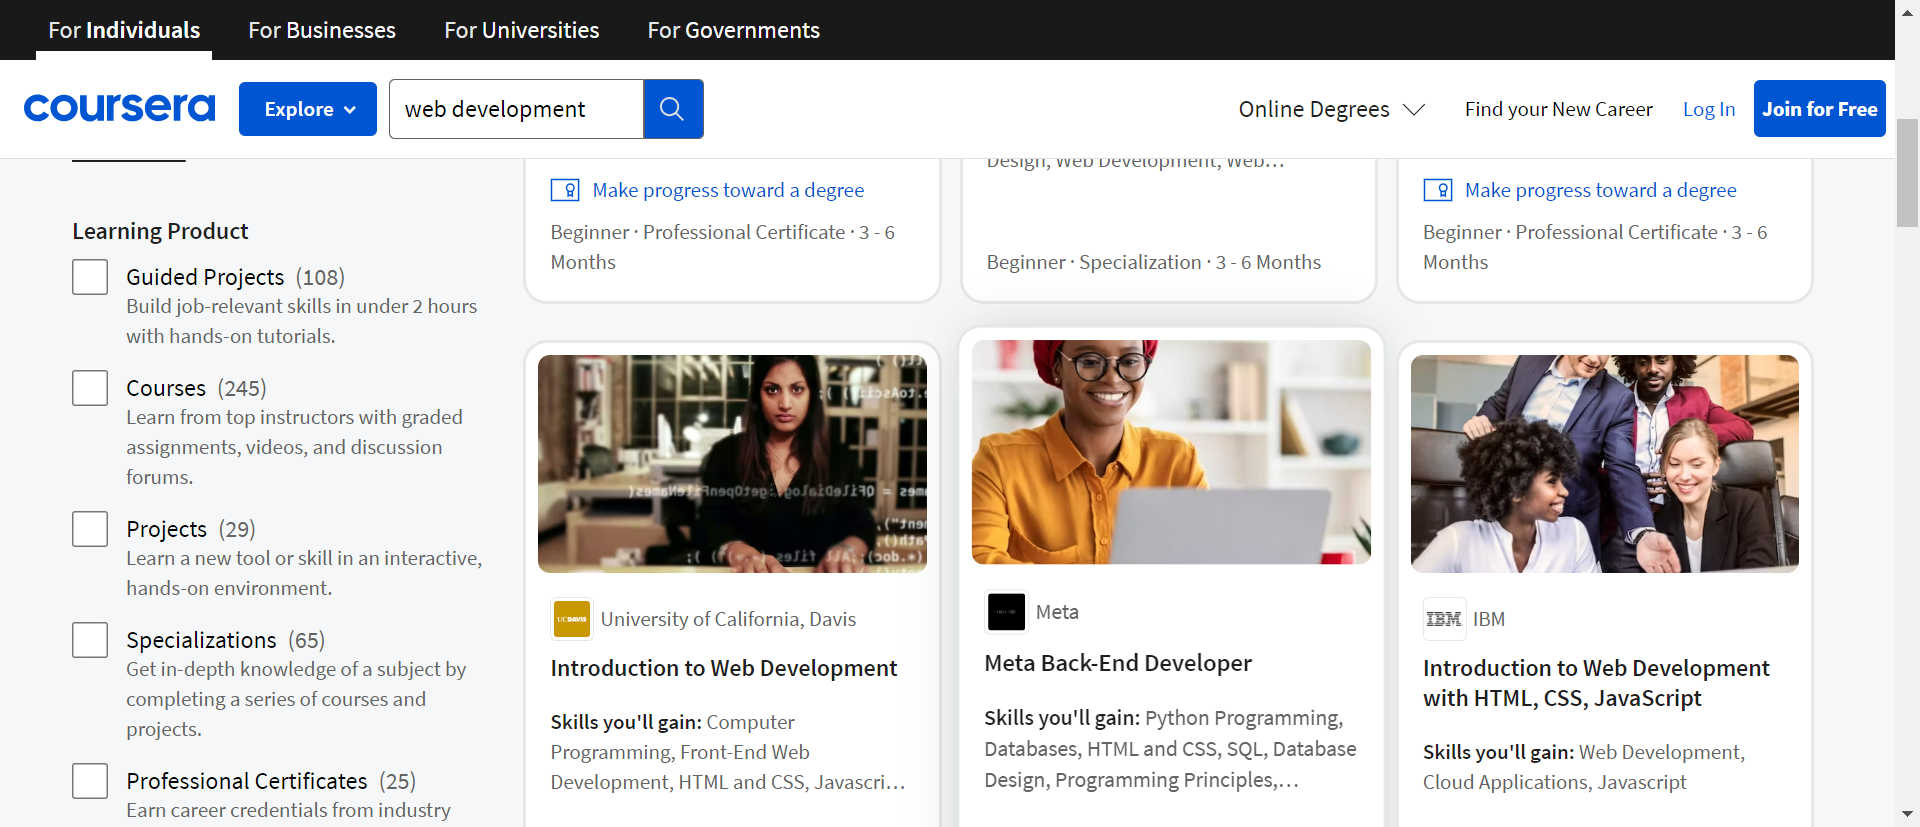 For Individuals
For Businesses
For Universities
For Governments
coursera
Explore
web development
Online Degrees
Find your New Career
Log In
Join for Free
Learning Product
Guided Projects (108)
Build job-relevant skills in under 2 hours
with hands-on tutorials.
Courses (245)
Learn from top instructors with graded
assignments, videos, and discussion
forums.
Projects (29)
Learn a new tool or skill in an interactive,
hands-on environment.
Specializations (65)
Get in-depth knowledge of a subject by
completing a series of courses and
projects.
Professional Certificates (25)
Earn career credentials from industry
Make progress toward a degree
Beginner · Professional Certificate · 3 - 6
Months
Design, Web Development, Web...
Beginner · Specialization · 3 - 6 Months
Make progress toward a degree
Beginner · Professional Certificate · 3 - 6
Months
UCDAVIS
University of California, Davis
Introduction to Web Development
Skills you'll gain: Computer
Programming, Front-End Web
Development, HTML and CSS, Javascri...
Meta
Meta Back-End Developer
Skills you'll gain: Python Programming,
Databases, HTML and CSS, SQL, Database
Design, Programming Principles,...
IBM
IBM
Introduction to Web Development
with HTML, CSS, JavaScript
Skills you'll gain: Web Development,
Cloud Applications, Javascript